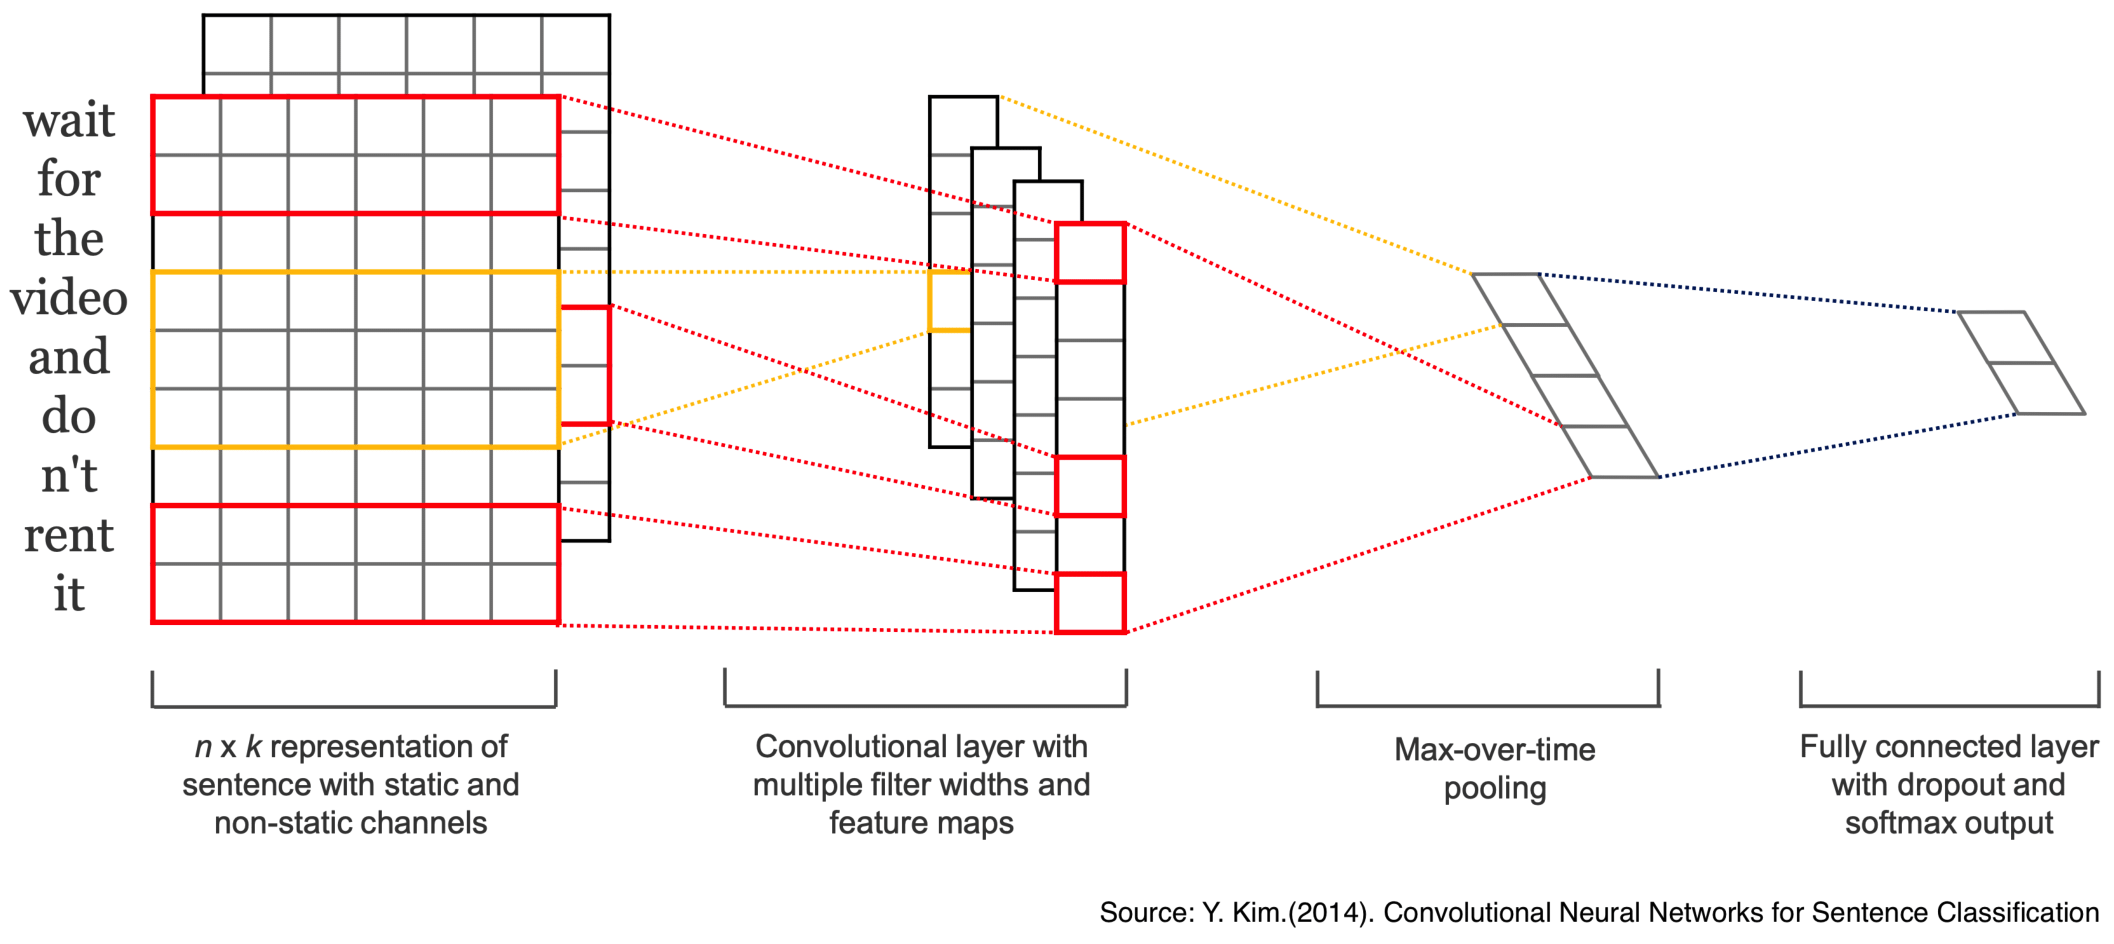 wait
for
the
video
and
do
n't
rent
it
n x k representation of
sentence with static and
non-static channels
Convolutional layer with
multiple filter widths and
feature maps
Max-over-time
pooling
Fully connected layer
with dropout and
softmax output
Source: Y. Kim.(2014). Convolutional Neural Networks for Sentence Classification